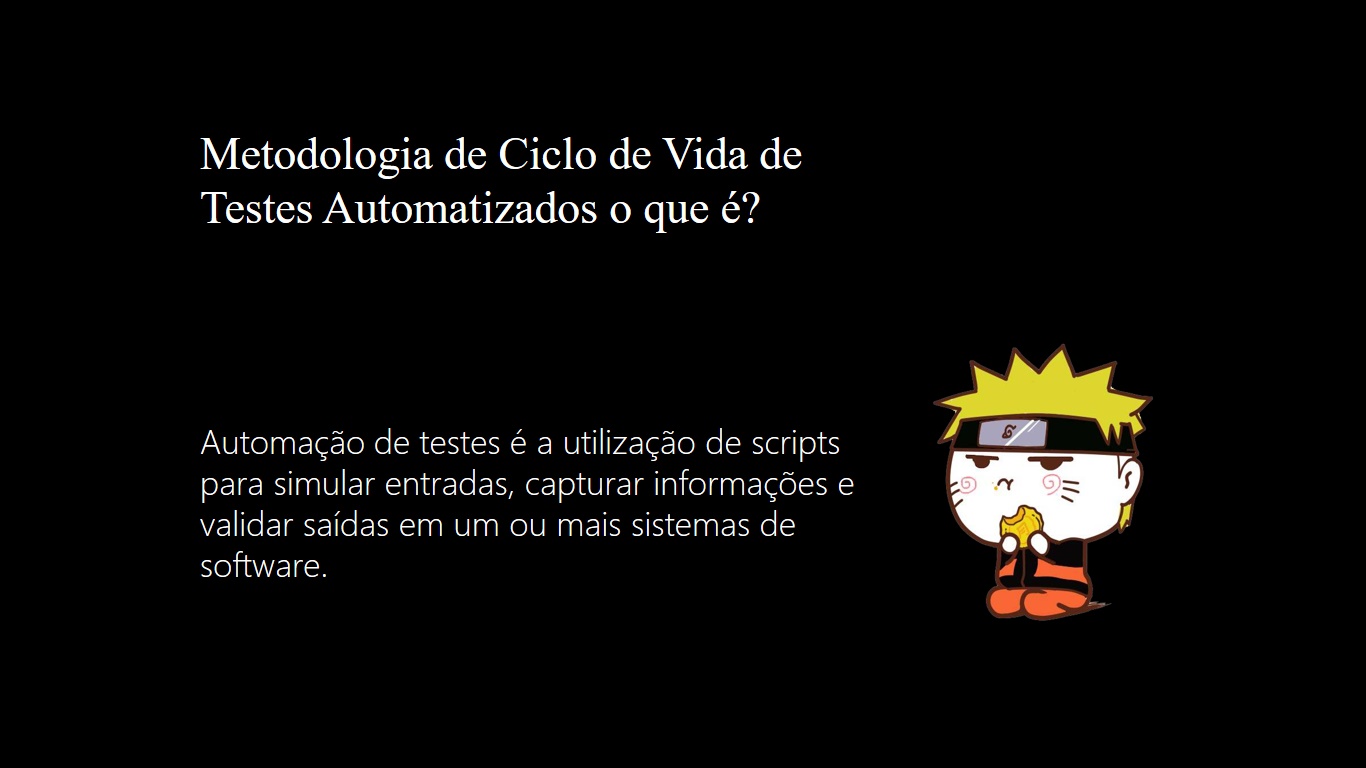 Metodologia de Ciclo de Vida de
Testes Automatizados o que é?
Automação de testes é a utilização de scripts
para simular entradas, capturar informações e
validar saídas em um ou mais sistemas de
software.